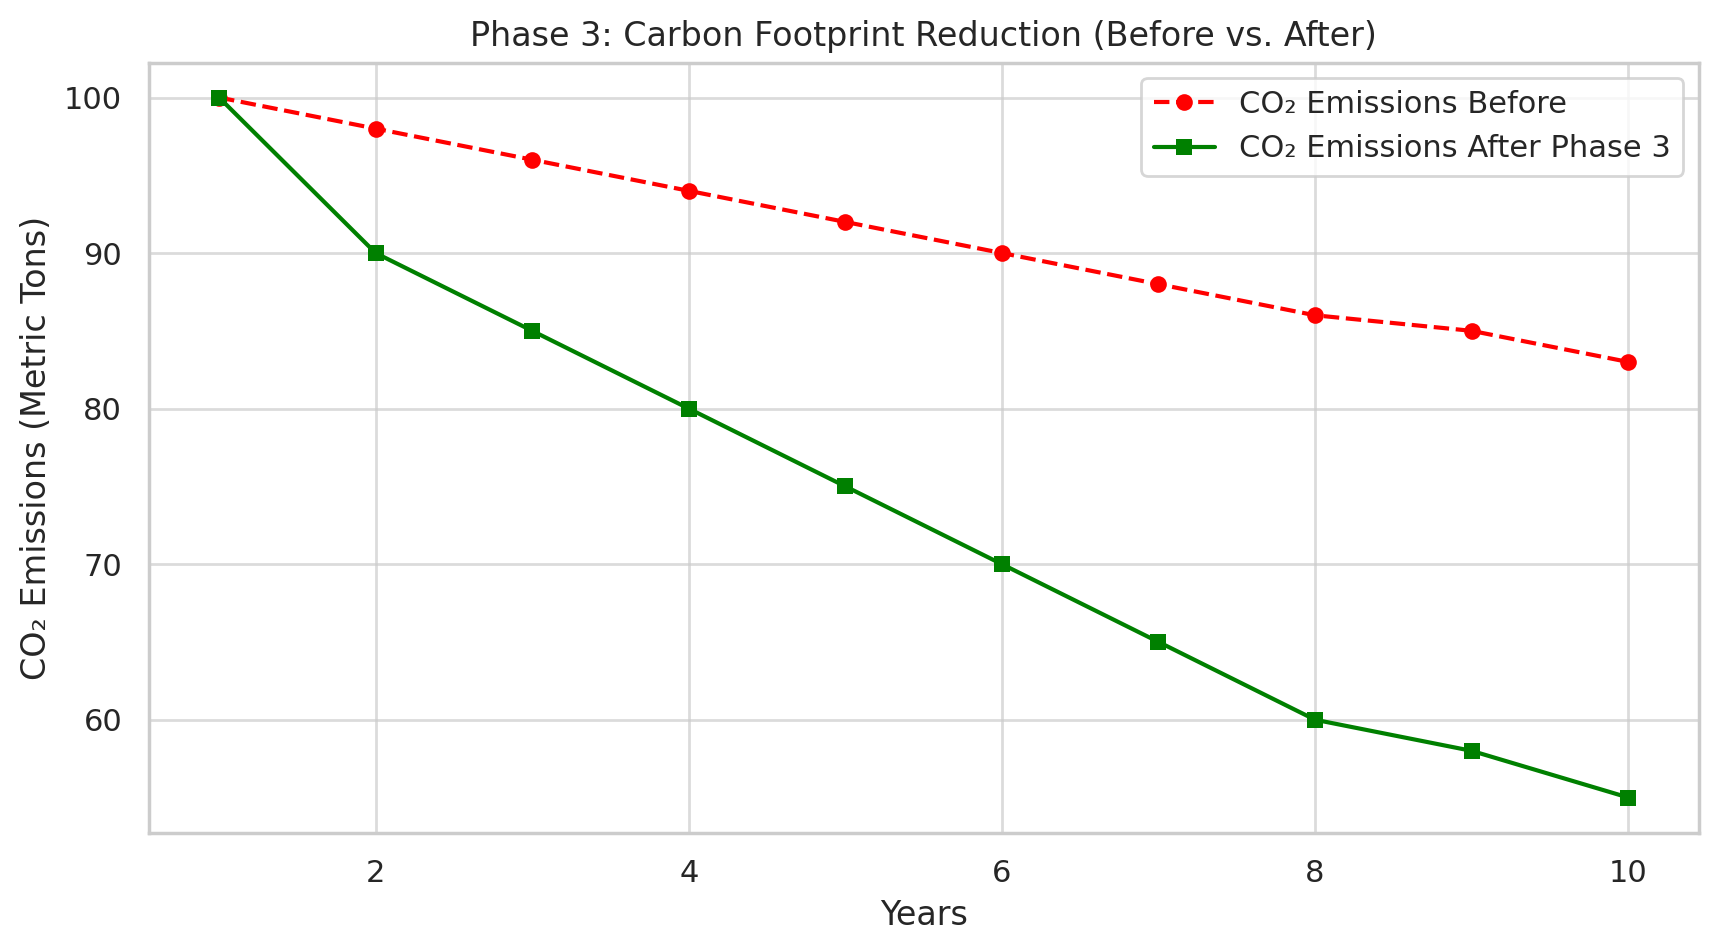 Phase 3: Carbon Footprint Reduction (Before vs. After)
CO₂ Emissions Before
CO₂ Emissions After Phase 3
CO₂ Emissions (Metric Tons)
100
90
80
70
60
2 4 6 8 10
Years